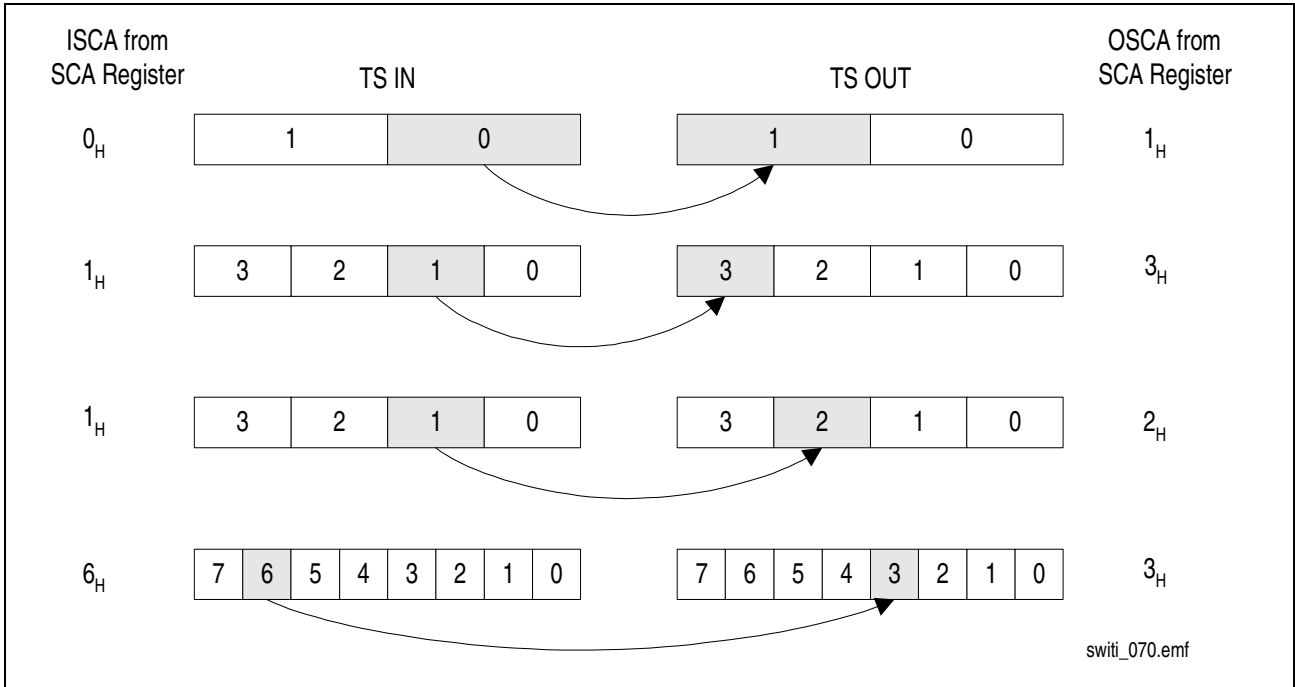 ISCA from
SCA Register
TS IN
TS OUT
OSCA from
SCA Register
0H
1 0
1 0
1H
1H
3 2 1 0
3 2 1 0
3H
1H
3 2 1 0
3 2 1 0
2H
6H
7 6 5 4 3 2 1 0
7 6 5 4 3 2 1 0
3H
switi_070.emf